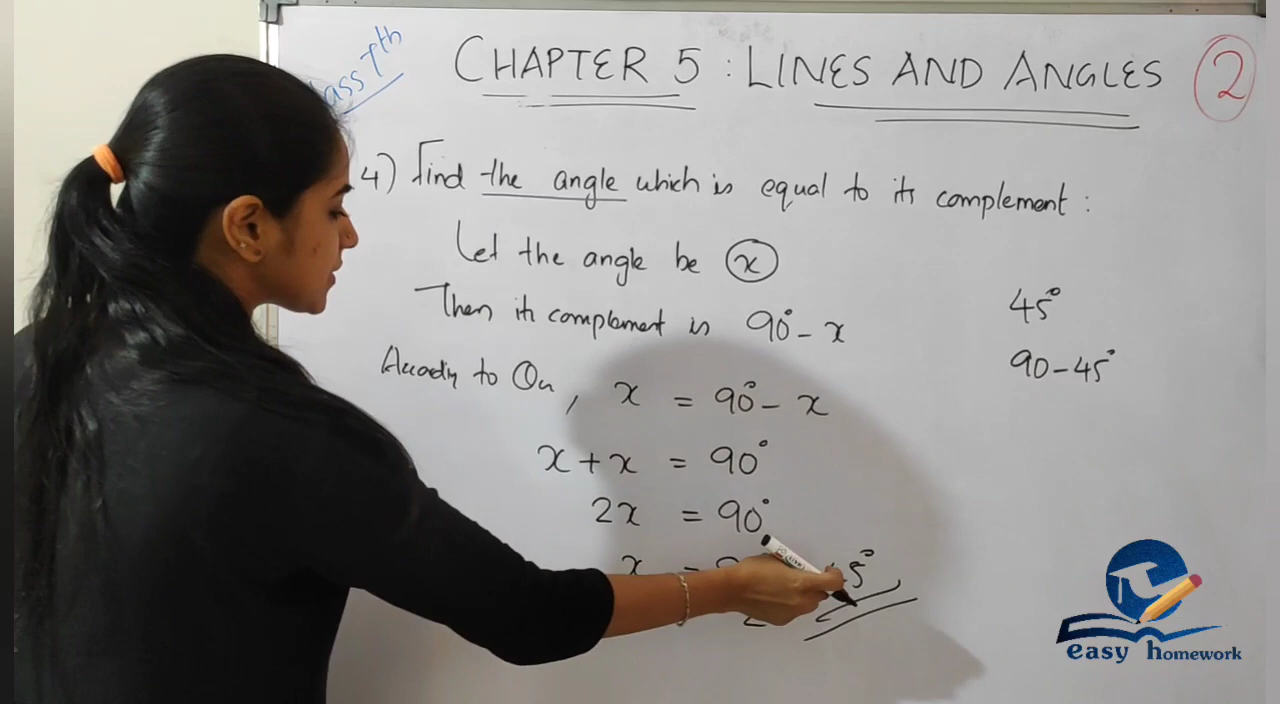 Class 7th
CHAPTER 5 : LINES AND ANGLES 2
4) Find the angle which is equal to its complement :
Let the angle be x
Then its complement is 90° - x
45°
90 - 45°
to Qn, x = 90° - x
x + x = 90°
2x = 90°
x = 45°
2
easy homework